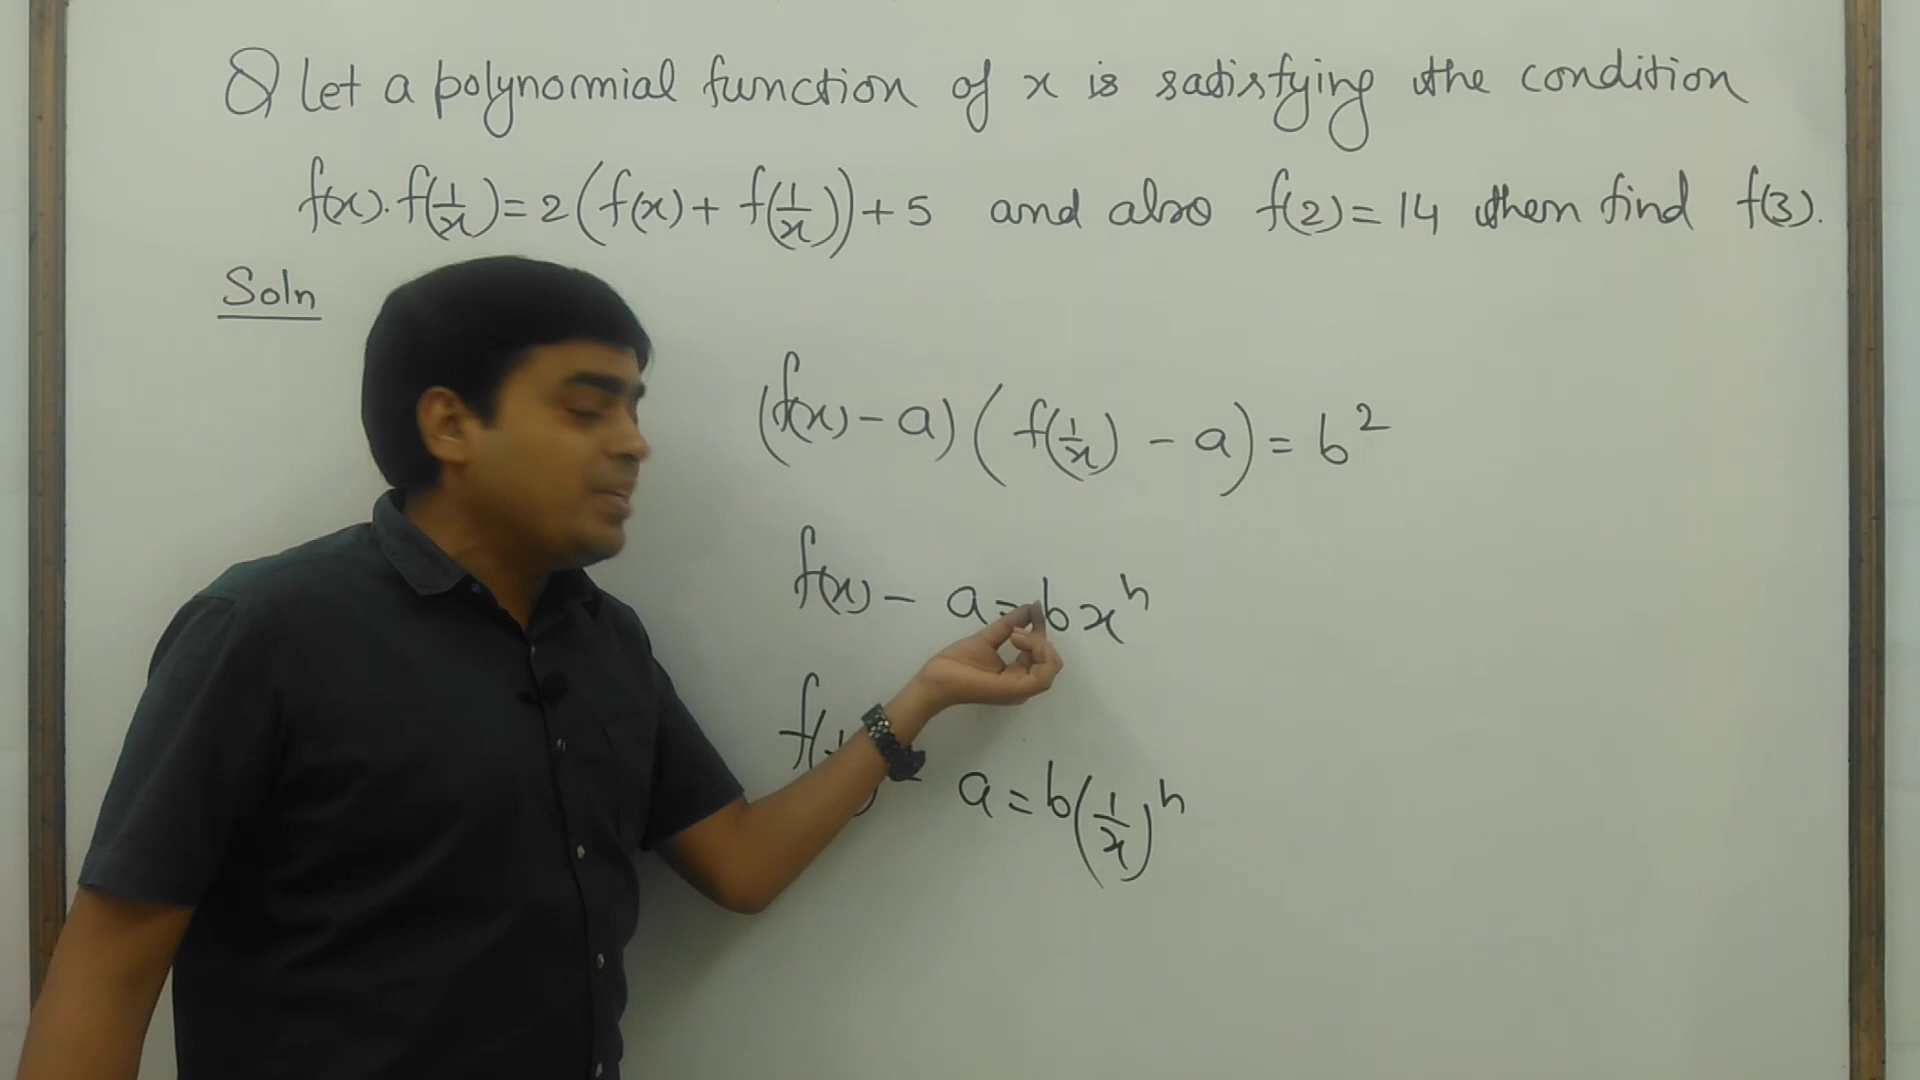 Q Let a polynomial function of x is satisfying the condition
f(x).f(1/x)=2(f(x)+f(1/x))+5 and also f(2)=14 then find f(3).
Soln
(f(x)-a)(f(1/x)-a)=b²
f(x)-a=bxⁿ
a=b(1/x)ⁿ